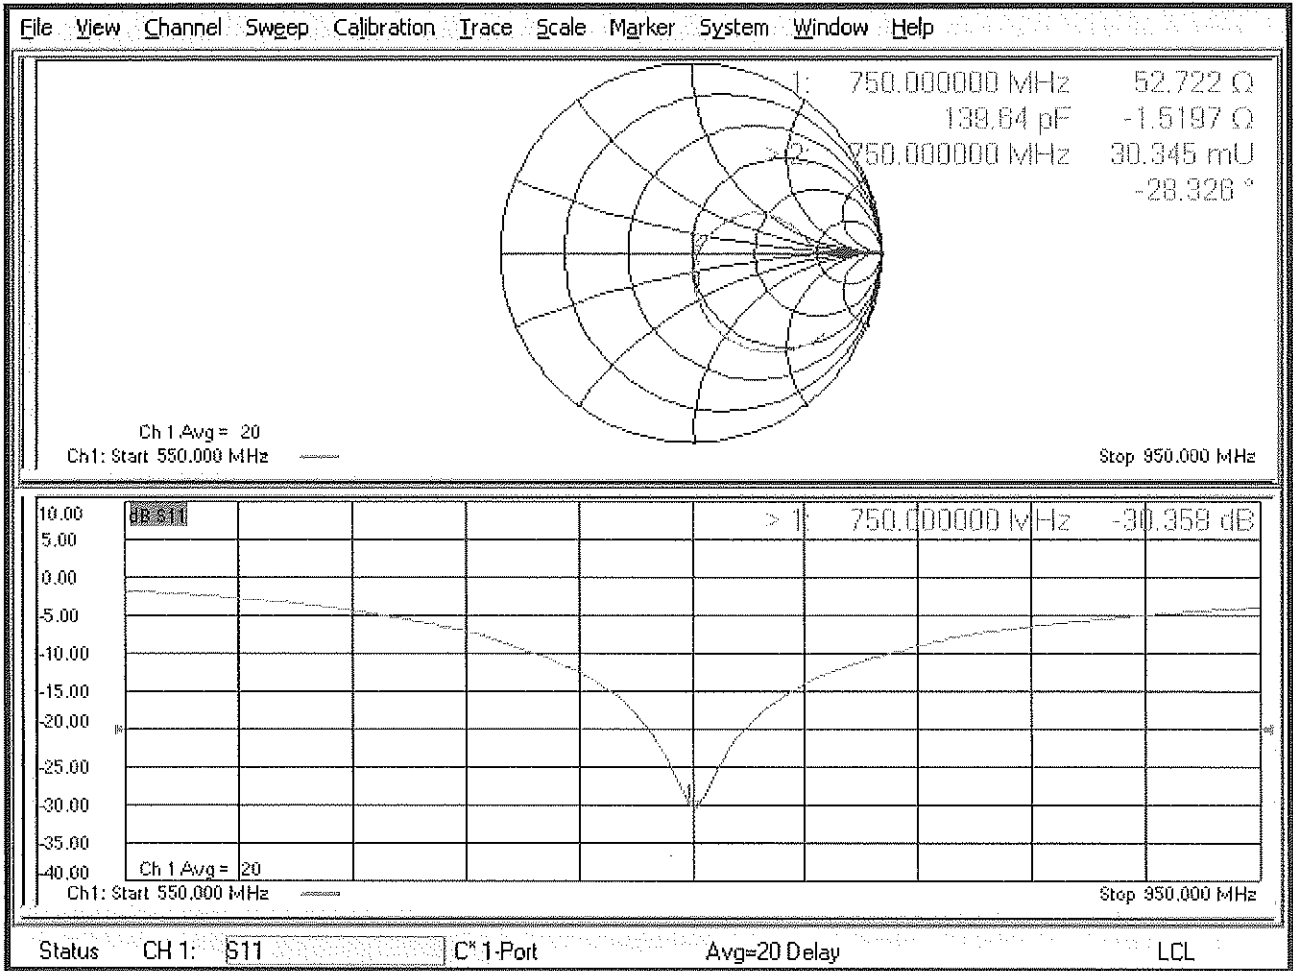 File View Channel Sweep Calibration Trace Scale Marker System Window Help
1: 750.000000 MHz 52.722 Ω
139.64 pF -1.5197 Ω
> 2: 750.000000 MHz 30.345 mU
-28.326 °
Ch 1 Avg = 20
Ch1: Start 550.000 MHz Stop 950.000 MHz
10.00 dB S11 > 1: 750.000000 MHz -30.358 dB
5.00
0.00
-5.00
-10.00
-15.00
-20.00
-25.00
-30.00
-35.00
-40.00 Ch 1 Avg = 20
Ch1: Start 550.000 MHz Stop 950.000 MHz
Status CH 1: S11 C* 1-Port Avg=20 Delay LCL